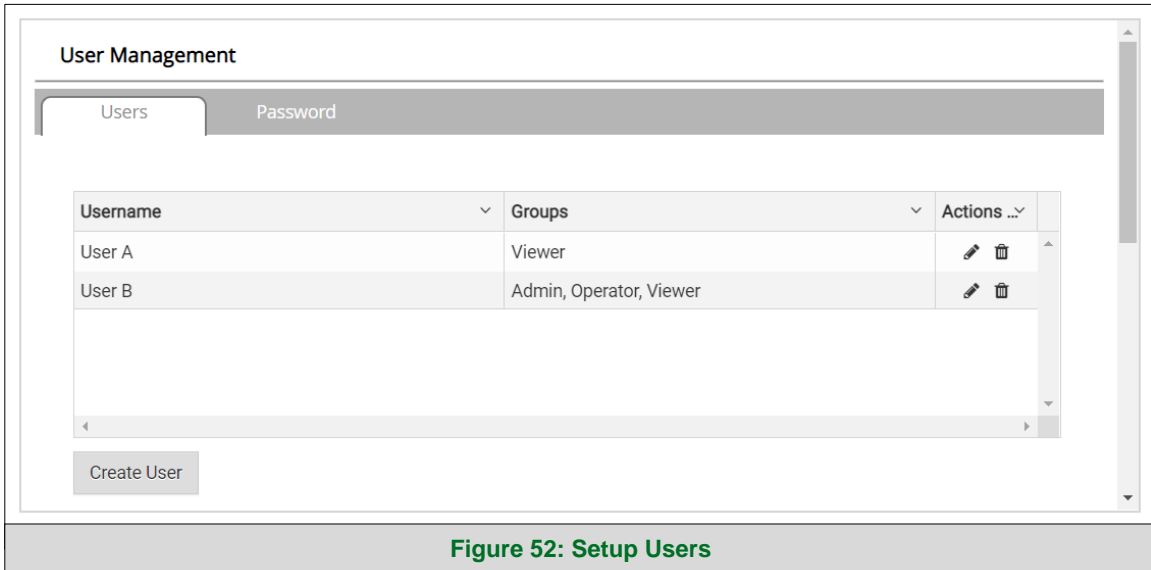 User Management
Users Password
Username Groups Actions ...
User A Viewer
User B Admin, Operator, Viewer
Create User
Figure 52: Setup Users